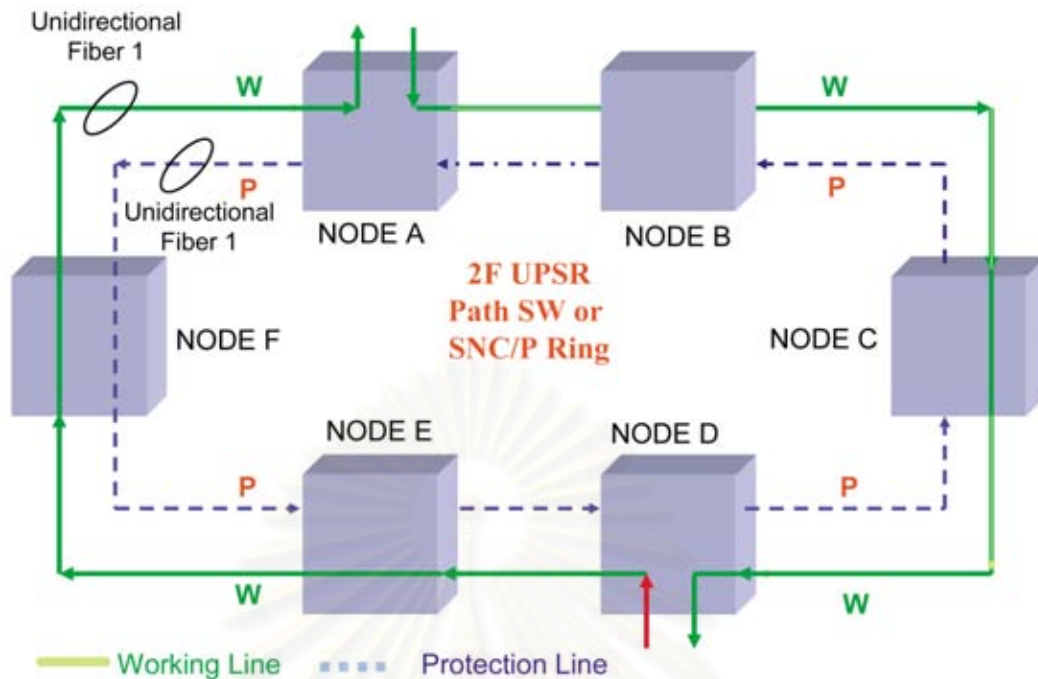 Unidirectional
Fiber 1
W
W
P
P
Unidirectional
Fiber 1
NODE A
NODE B
2F UPSR
Path SW or
SNC/P Ring
NODE F
NODE C
NODE E
NODE D
P
P
W
W
Working Line
Protection Line